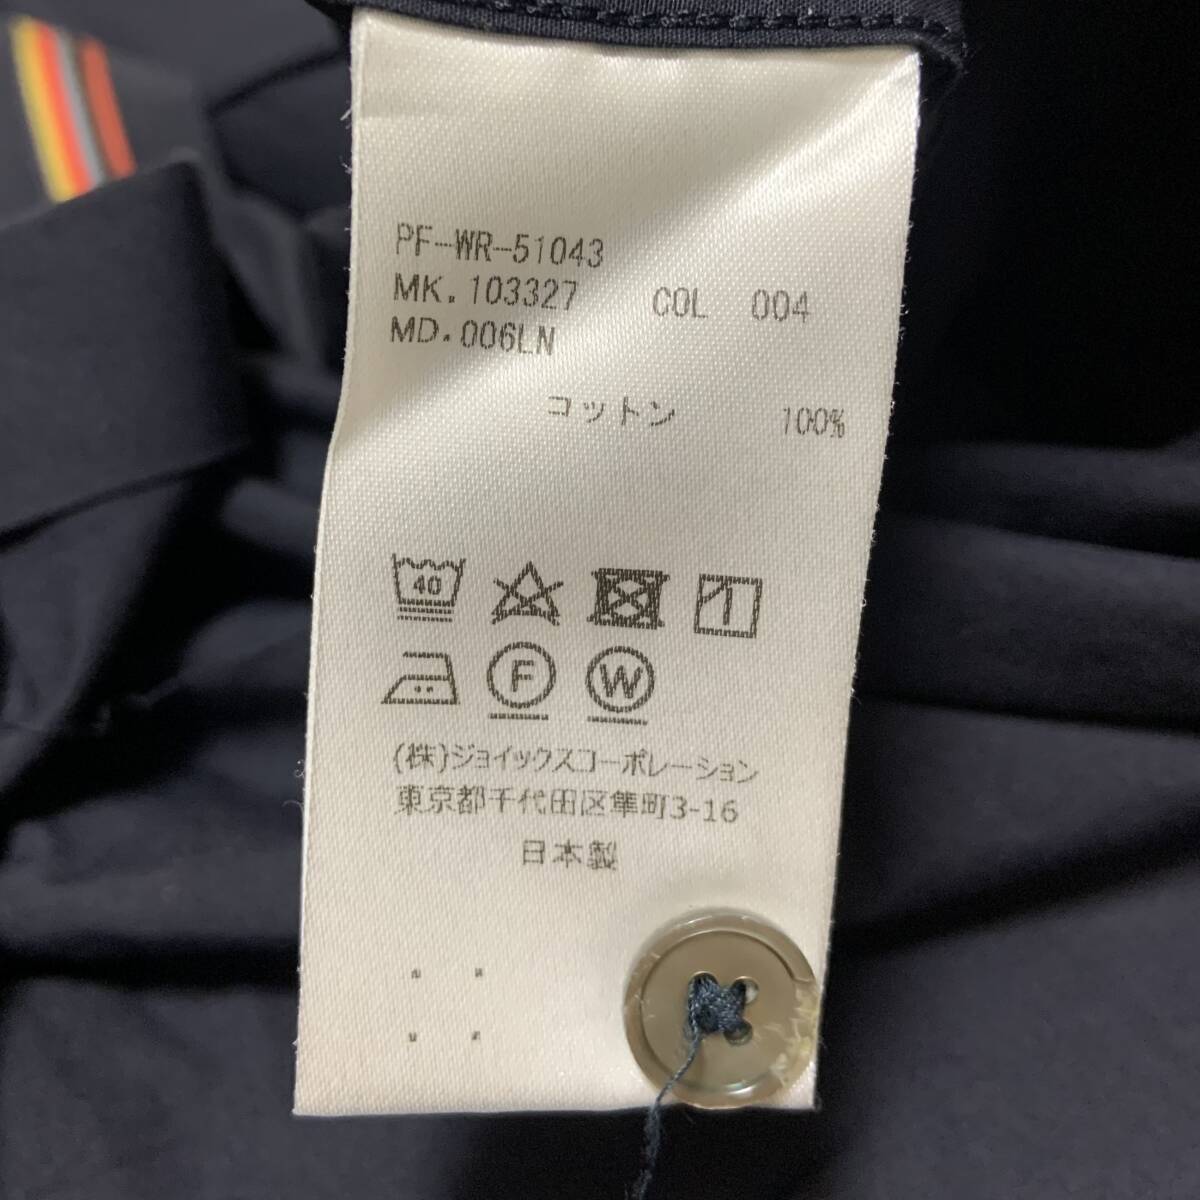 PF-WR-51043
MK.103327 COL 004
MD.006LN
コットン 100%
40
F W
(株)ジョイックスコーポレーション
東京都千代田区隼町3-16
日本製